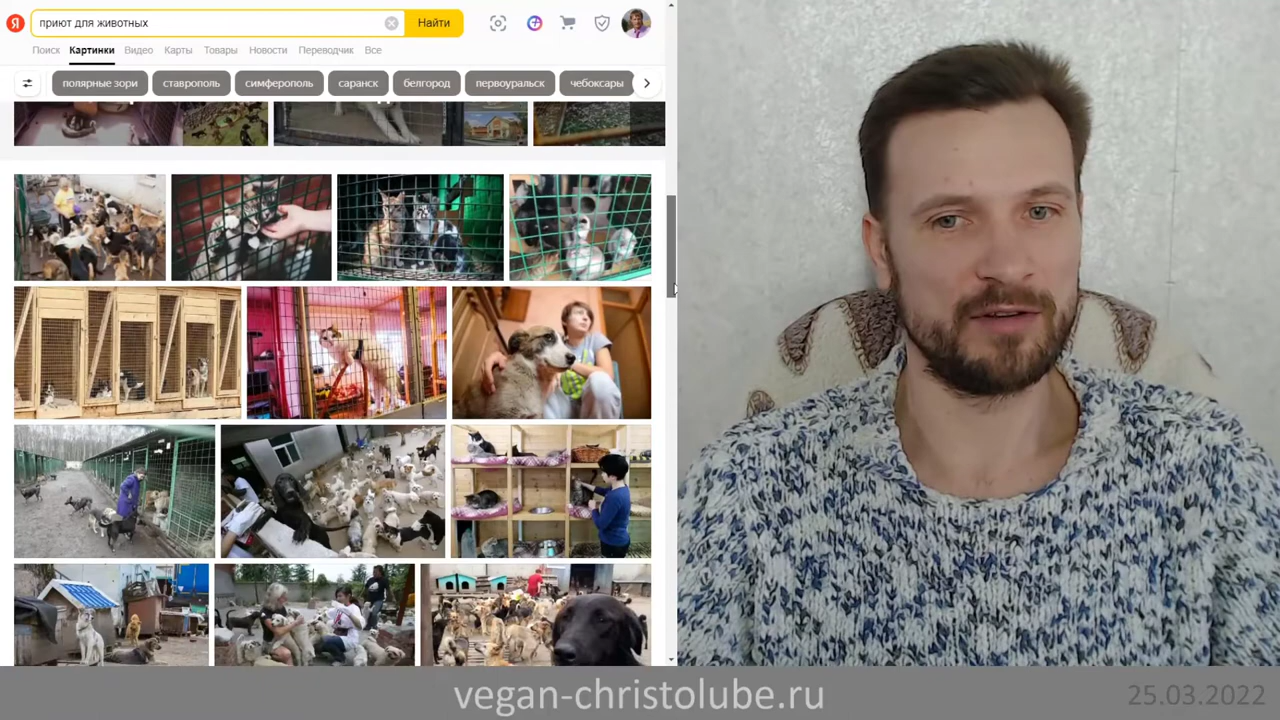 Я приют для животных Найти
Поиск Картинки Видео Карты Товары Новости Переводчик Все
полярные зори ставрополь симферополь саранск белгород первоуральск чебоксары
vegan-christolube.ru
25.03.2022